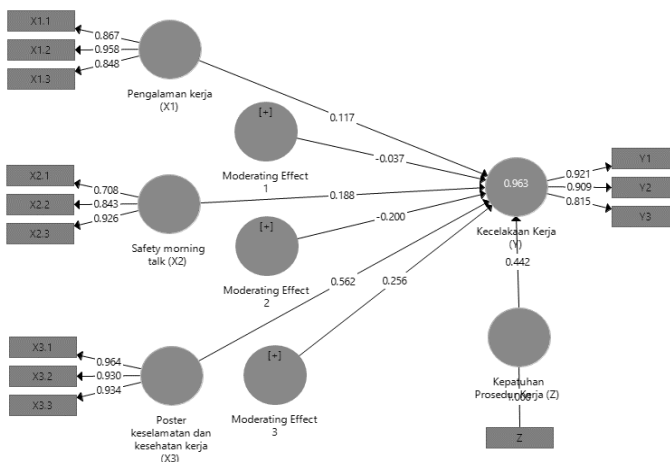 X1.1
0.867
X1.2
0.958
X1.3
0.848
Pengalaman kerja
(X1)
0.117
[+]
Moderating Effect
1
-0.037
X2.1
0.708
X2.2
0.843
X2.3
0.926
Safety morning
talk (X2)
0.188
[+]
Moderating Effect
2
-0.200
0.963
Kecelakaan Kerja
(Y)
0.921
Y1
0.909
Y2
0.815
Y3
0.562
0.256
0.442
X3.1
0.964
X3.2
0.930
X3.3
0.934
Poster
keselamatan dan
kesehatan kerja
(X3)
[+]
Moderating Effect
3
Kepatuhan
Prosedur Kerja (Z)
1.000
Z